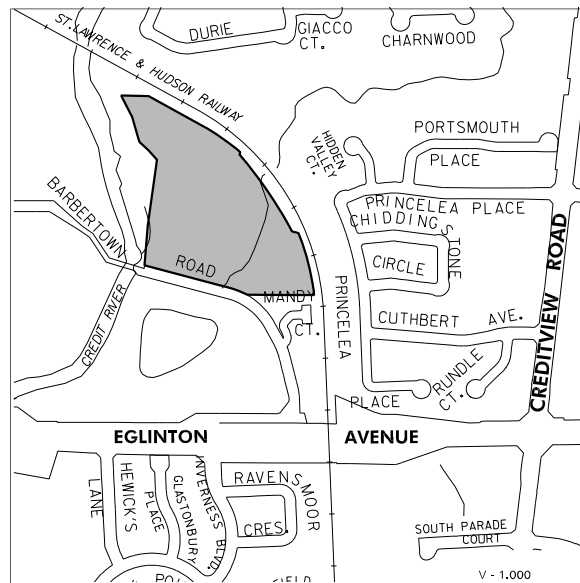 DURIE
GIACCO
CT.
CHARNWOOD
ST.LAWRENCE & HUDSON RAILWAY
PORTSMOUTH
PLACE
HIDDEN
VALLEY
CT.
PRINCELEA PLACE
CHIDDINGSTONE
CIRCLE
BARBERTOWN
ROAD
CREDIT RIVER
MANDY
CT.
PRINCELEA
PLACE
CUTHBERT AVE.
RUNDLE
CT.
CREDITVIEW ROAD
EGLINTON AVENUE
HEWICK'S
LANE
GLASTONBURY
PLACE
INVERNESS BLVD.
RAVENSMOOR
CRES.
SOUTH PARADE
COURT
V - 1.000